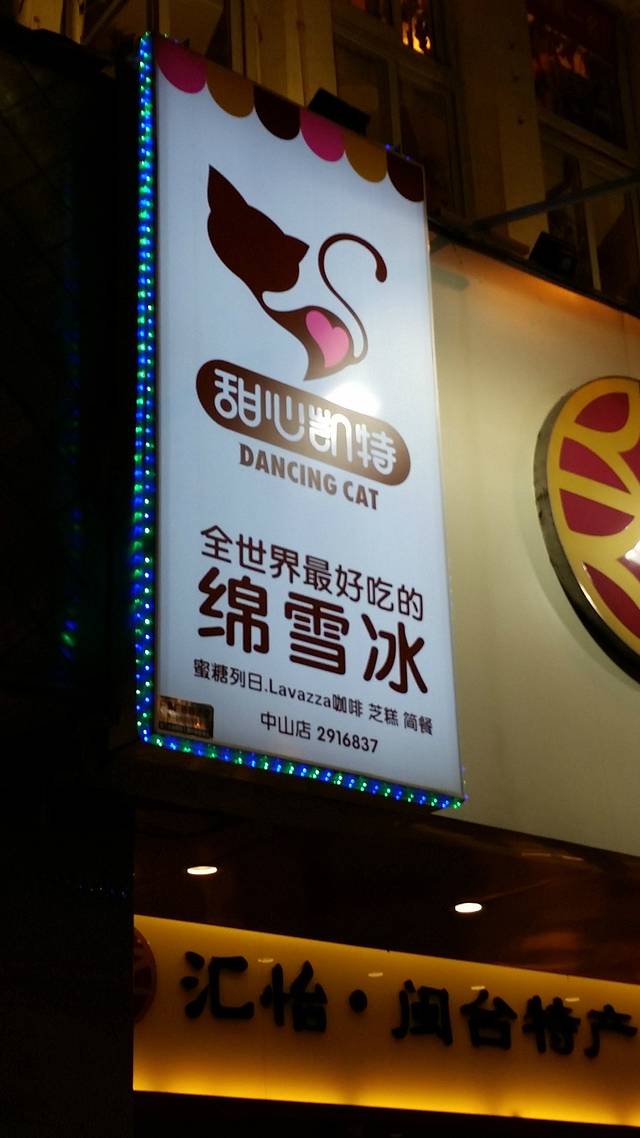 甜心凯特
DANCING CAT
全世界最好吃的
绵雪冰
蜜糖列日.Lavazza咖啡 芝糕 简餐
中山店 2916837
汇怡·闽台特产